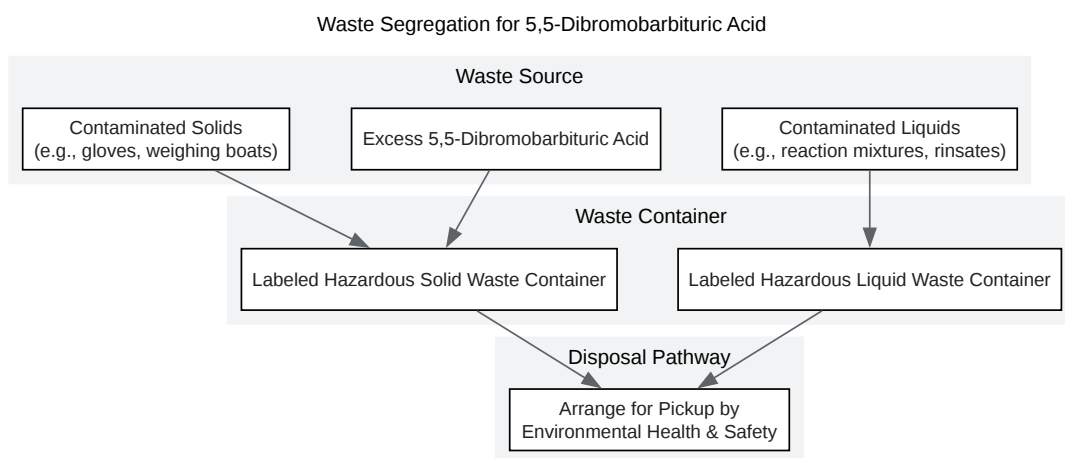 Waste Segregation for 5,5-Dibromobarbituric Acid
Waste Source
Contaminated Solids
(e.g., gloves, weighing boats)
Excess 5,5-Dibromobarbituric Acid
Contaminated Liquids
(e.g., reaction mixtures, rinsates)
Waste Container
Labeled Hazardous Solid Waste Container
Labeled Hazardous Liquid Waste Container
Disposal Pathway
Arrange for Pickup by
Environmental Health & Safety